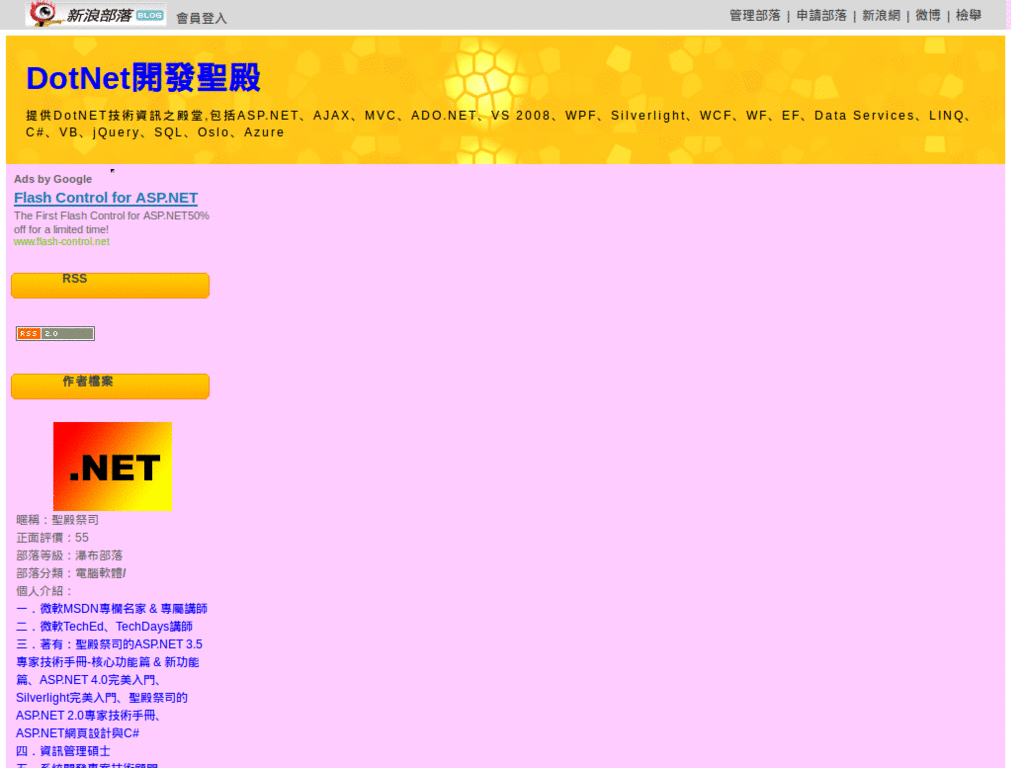 新浪部落 BLOG 會員登入
管理部落 | 申請部落 | 新浪網 | 微博 | 檢舉
DotNet開發聖殿
提供DotNET技術資訊之殿堂,包括ASP.NET、AJAX、MVC、ADO.NET、VS 2008、WPF、Silverlight、WCF、WF、EF、Data Services、LINQ、
C#、VB、jQuery、SQL、Oslo、Azure
Ads by Google
Flash Control for ASP.NET
The First Flash Control for ASP.NET50%
off for a limited time!
www.flash-control.net
RSS
RSS 2.0
作者檔案
.NET
暱稱：聖殿祭司
正面評價：55
部落等級：瀑布部落
部落分類：電腦軟體/
個人介紹：
一．微軟MSDN專欄名家 & 專屬講師
二．微軟TechEd、TechDays講師
三．著有：聖殿祭司的ASP.NET 3.5
專家技術手冊-核心功能篇 & 新功能
篇、ASP.NET 4.0完美入門、
Silverlight完美入門、聖殿祭司的
ASP.NET 2.0專家技術手冊、
ASP.NET網頁設計與C#
四．資訊管理碩士
五．系統開發專案技術顧問